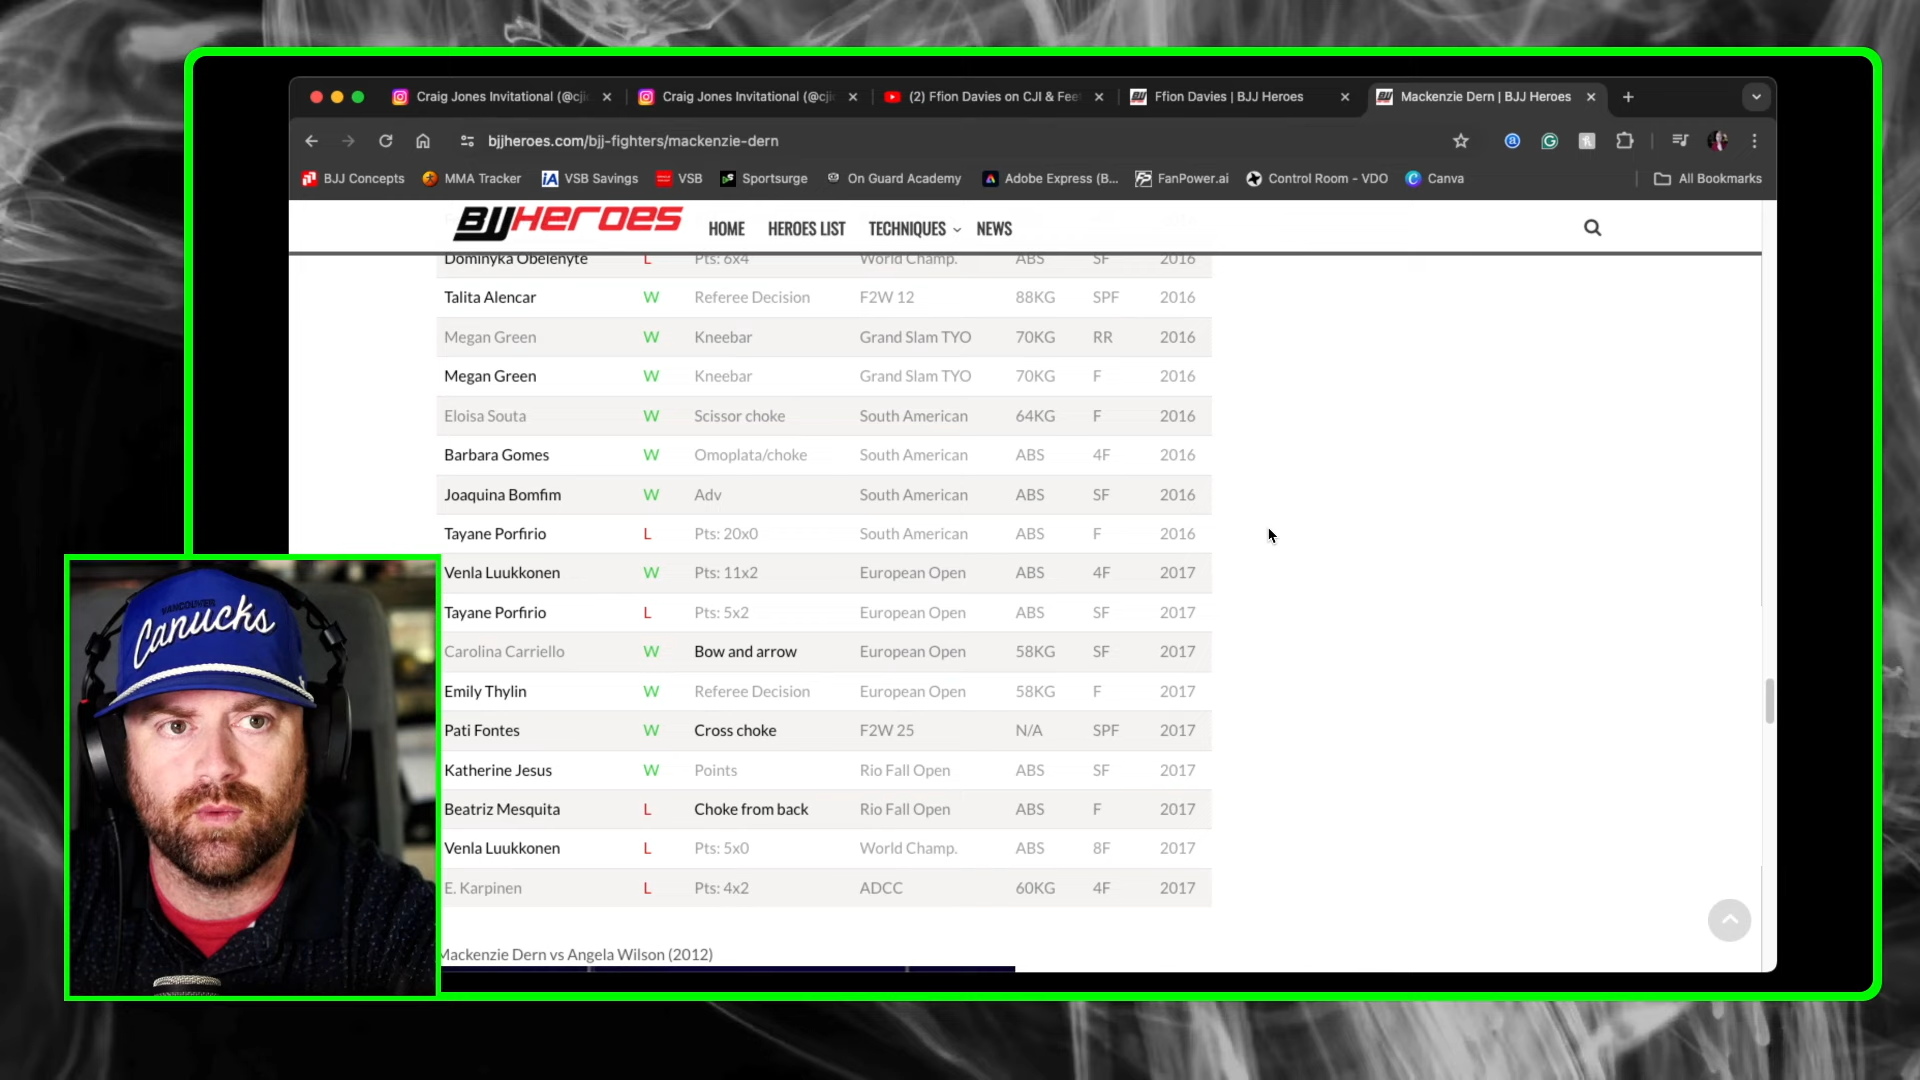 Craig Jones Invitational (@cji
Craig Jones Invitational (@cji
(2) Ffion Davies on CJI & Fee
Ffion Davies | BJJ Heroes
Mackenzie Dern | BJJ Heroes
bjjheroes.com/bjj-fighters/mackenzie-dern
BJJ Concepts
MMA Tracker
VSB Savings
VSB
Sportsurge
On Guard Academy
Adobe Express (B...
FanPower.ai
Control Room - VDO
Canva
All Bookmarks
BJJHEROES
HOME HEROES LIST TECHNIQUES NEWS
Dominyka Obelenyte L Pts: 6x4 World Champ. ABS SF 2016
Talita Alencar W Referee Decision F2W 12 88KG SPF 2016
Megan Green W Kneebar Grand Slam TYO 70KG RR 2016
Megan Green W Kneebar Grand Slam TYO 70KG F 2016
Eloisa Souta W Scissor choke South American 64KG F 2016
Barbara Gomes W Omoplata/choke South American ABS 4F 2016
Joaquina Bomfim W Adv South American ABS SF 2016
Tayane Porfirio L Pts: 20x0 South American ABS F 2016
Venla Luukkonen W Pts: 11x2 European Open ABS 4F 2017
Tayane Porfirio L Pts: 5x2 European Open ABS SF 2017
Carolina Carriello W Bow and arrow European Open 58KG SF 2017
Emily Thylin W Referee Decision European Open 58KG F 2017
Pati Fontes W Cross choke F2W 25 N/A SPF 2017
Katherine Jesus W Points Rio Fall Open ABS SF 2017
Beatriz Mesquita L Choke from back Rio Fall Open ABS F 2017
Venla Luukkonen L Pts: 5x0 World Champ. ABS 8F 2017
E. Karpinen L Pts: 4x2 ADCC 60KG 4F 2017
Mackenzie Dern vs Angela Wilson (2012)
VANCOUVER
Canucks